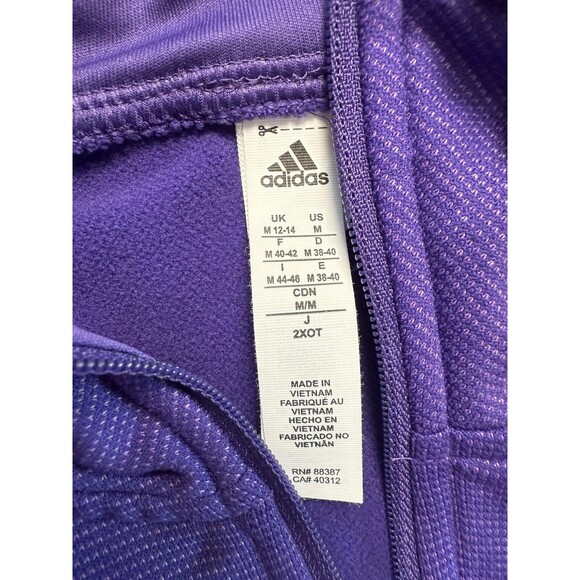 adidas
UK US
M 12-14 M
F D
M 40-42 M 38-40
I E
M 44-46 M 38-40
CDN
M/M
J
2XOT
MADE IN
VIETNAM
FABRIQUÉ AU
VIETNAM
HECHO EN
VIETNAM
FABRICADO NO
VIETNÃN
RN# 88387
CA# 40312